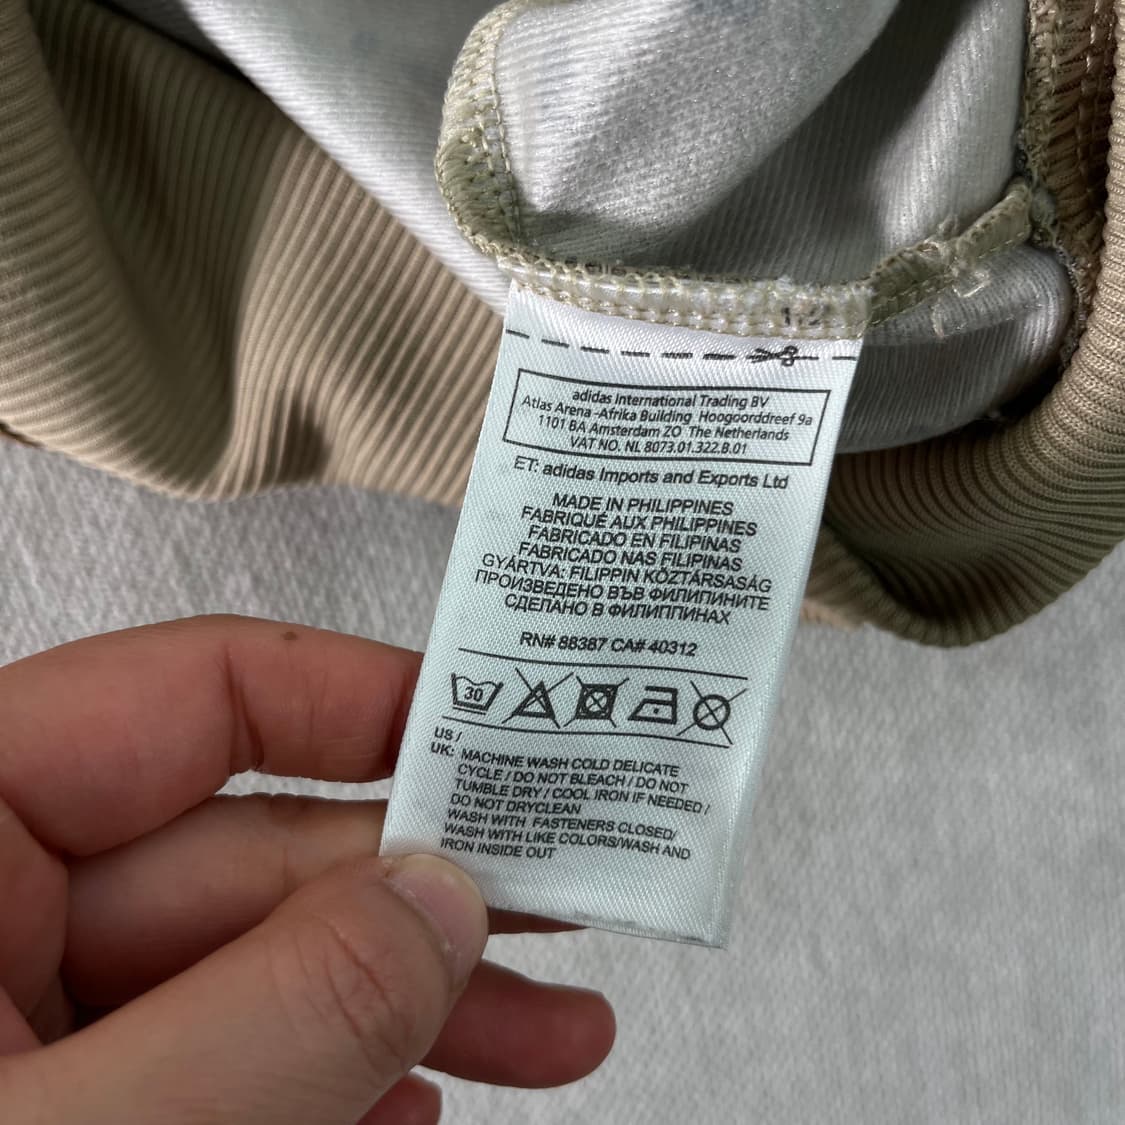 adidas International Trading BV
Atlas Arena -Afrika Building Hoogoorddreef 9a
1101 BA Amsterdam ZO The Netherlands
VAT NO. NL 8073.01.322.B.01
ET: adidas Imports and Exports Ltd
MADE IN PHILIPPINES
FABRIQUÉ AUX PHILIPPINES
FABRICADO EN FILIPINAS
FABRICADO NAS FILIPINAS
GYÁRTVA: FILIPPIN KÖZTÁRSASÁG
ПРОИЗВЕДЕНО ВЪВ ФИЛИПИНИТЕ
СДЕЛАНО В ФИЛИППИНАХ
RN# 88387 CA# 40312
30
US /
UK: MACHINE WASH COLD DELICATE
CYCLE / DO NOT BLEACH / DO NOT
TUMBLE DRY / COOL IRON IF NEEDED /
DO NOT DRYCLEAN
WASH WITH FASTENERS CLOSED/
WASH WITH LIKE COLORS/WASH AND
IRON INSIDE OUT